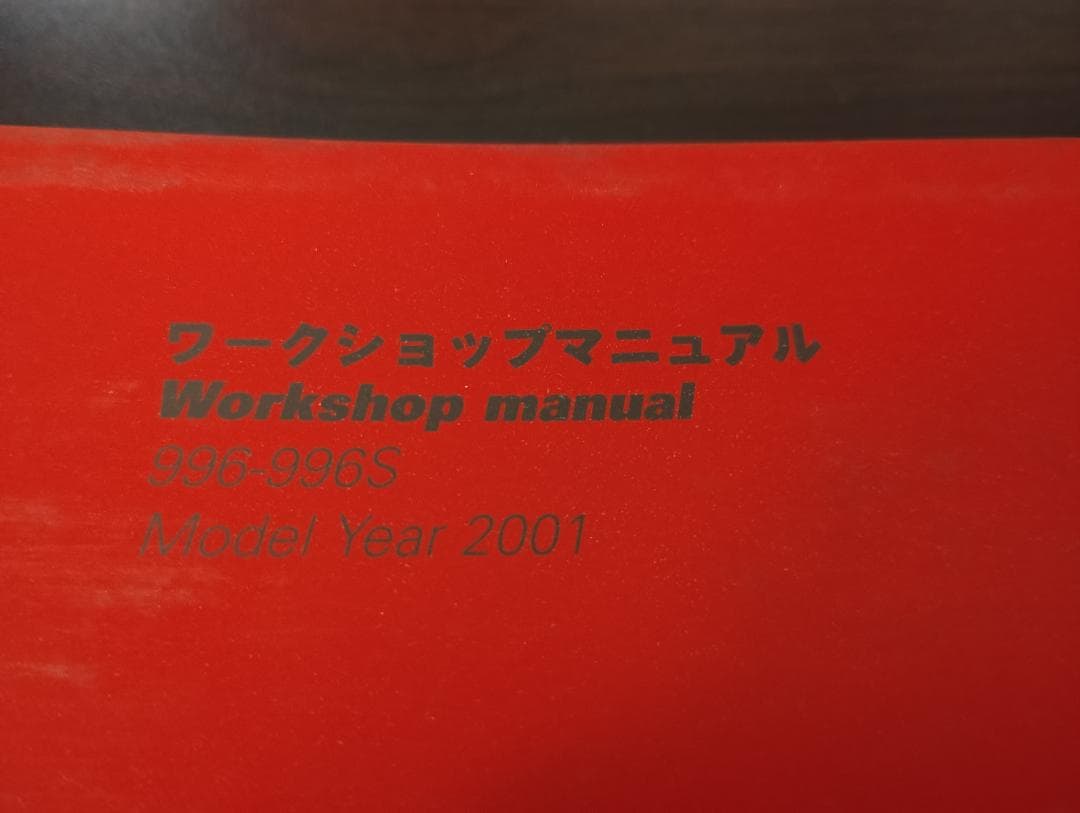 ワークショップマニュアル
Workshop manual
996-996S
Model Year 2001